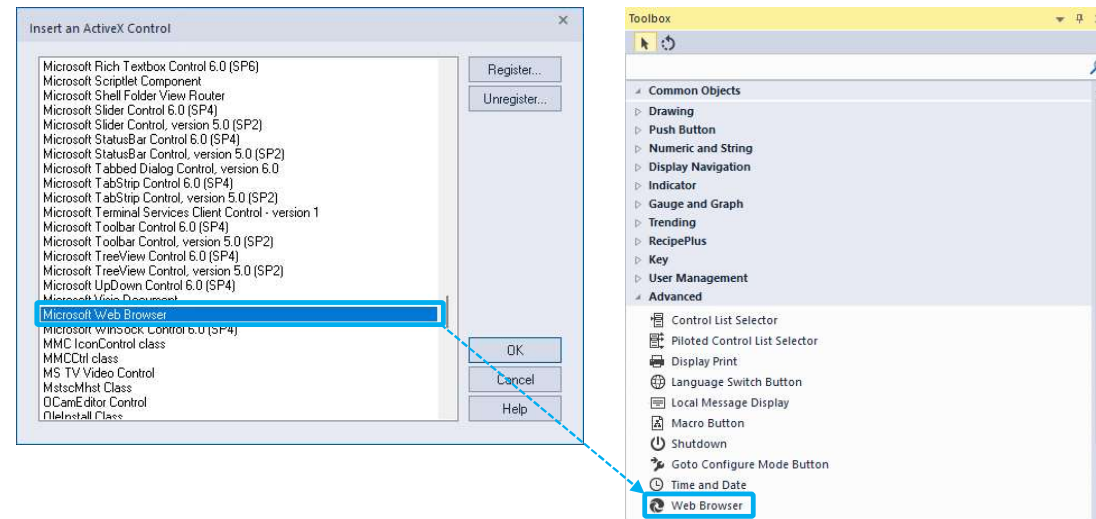 Insert an ActiveX Control
Microsoft Rich Textbox Control 6.0 (SP6)
Microsoft Scriptlet Component
Microsoft Shell Folder View Router
Microsoft Slider Control 6.0 (SP4)
Microsoft Slider Control, version 5.0 (SP2)
Microsoft StatusBar Control 6.0 (SP4)
Microsoft StatusBar Control, version 5.0 (SP2)
Microsoft Tabbed Dialog Control, version 6.0
Microsoft TabStrip Control 6.0 (SP4)
Microsoft TabStrip Control, version 5.0 (SP2)
Microsoft Terminal Services Client Control - version 1
Microsoft Toolbar Control 6.0 (SP4)
Microsoft Toolbar Control, version 5.0 (SP2)
Microsoft TreeView Control 6.0 (SP4)
Microsoft TreeView Control, version 5.0 (SP2)
Microsoft UpDown Control 6.0 (SP4)
Microsoft Visio Document
Microsoft Web Browser
Microsoft WinSock Control 6.0 (SP4)
MMC IconControl class
MMCCtrl class
MS TV Video Control
MstscMhst Class
OCamEditor Control
OleInstall Class
Register...
Unregister...
OK
Cancel
Help
Toolbox
Common Objects
Drawing
Push Button
Numeric and String
Display Navigation
Indicator
Gauge and Graph
Trending
RecipePlus
Key
User Management
Advanced
Control List Selector
Piloted Control List Selector
Display Print
Language Switch Button
Local Message Display
Macro Button
Shutdown
Goto Configure Mode Button
Time and Date
Web Browser